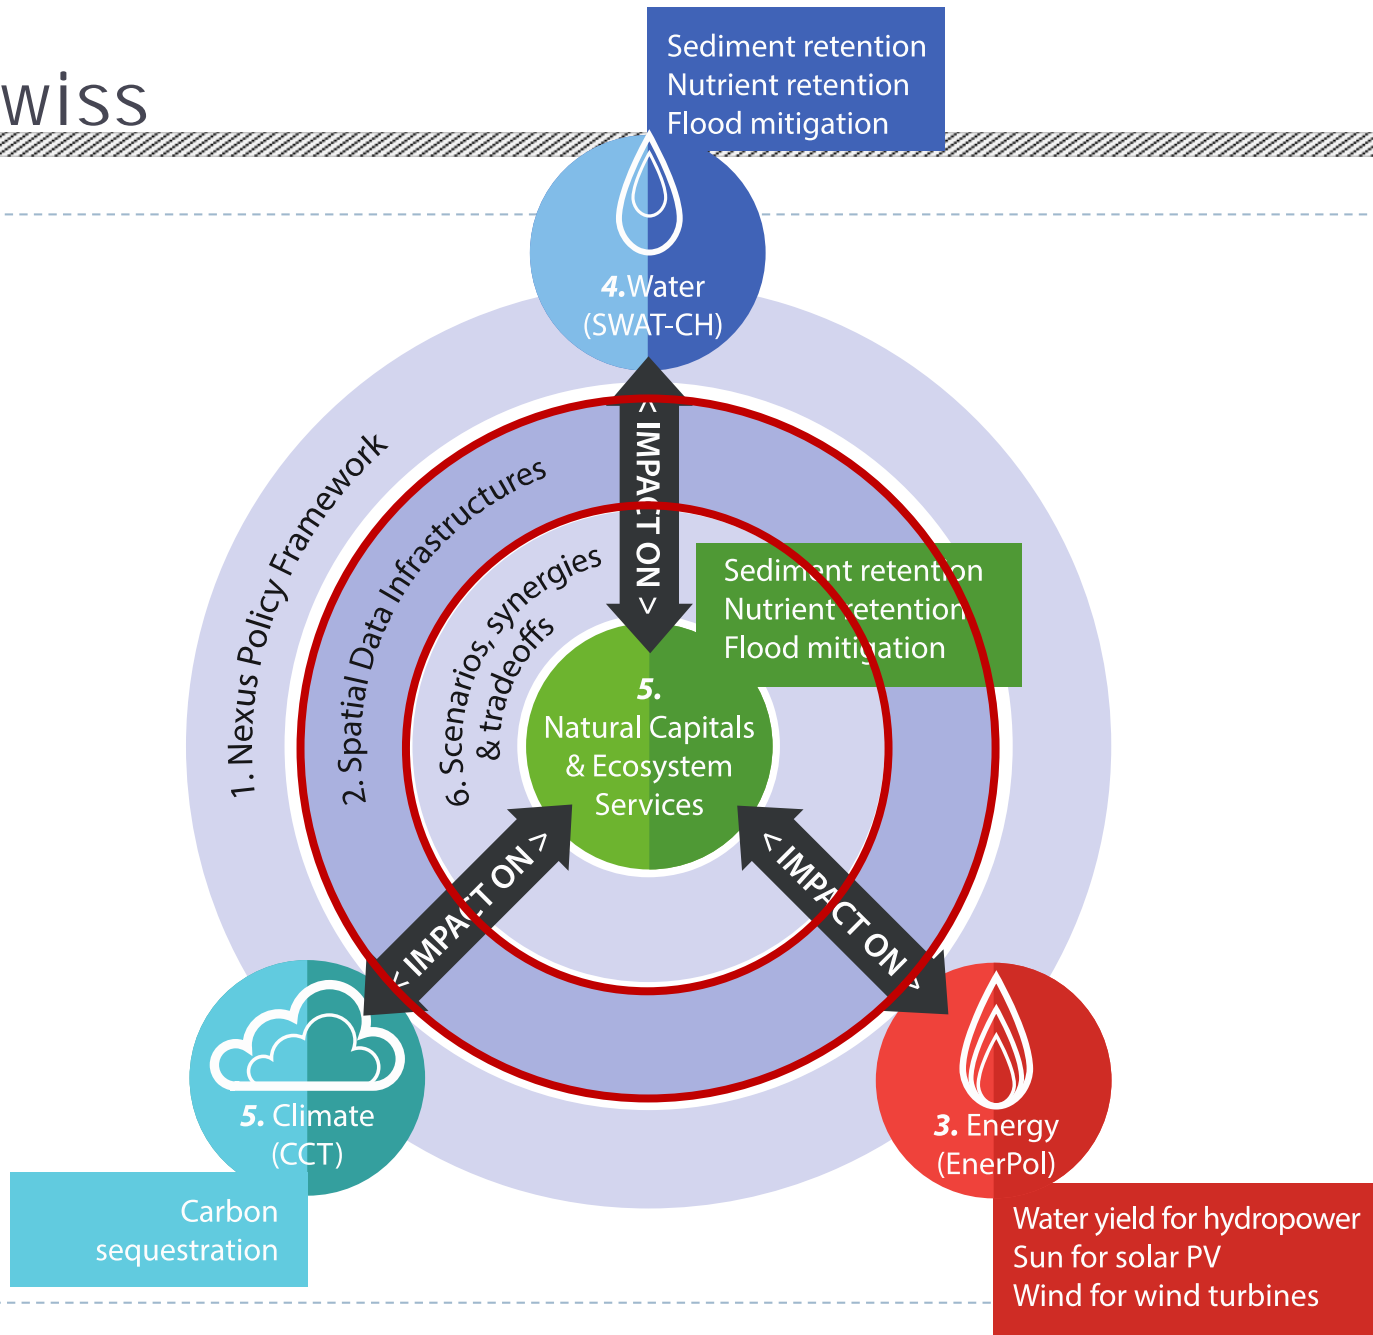 wiss
Sediment retention
Nutrient retention
Flood mitigation
4.Water
(SWAT-CH)
1. Nexus Policy Framework
2. Spatial Data Infrastructures
6. Scenarios, synergies
& tradeoffs
< IMPACT ON >
Sediment retention
Nutrient retention
Flood mitigation
5.
Natural Capitals
& Ecosystem
Services
< IMPACT ON >
< IMPACT ON >
5. Climate
(CCT)
3. Energy
(EnerPol)
Carbon
sequestration
Water yield for hydropower
Sun for solar PV
Wind for wind turbines